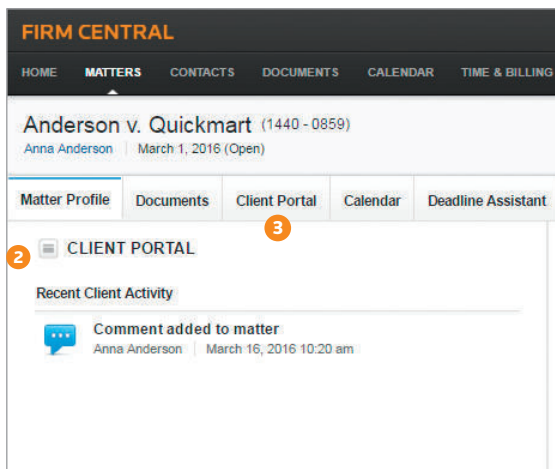 FIRM CENTRAL
HOME MATTERS CONTACTS DOCUMENTS CALENDAR TIME & BILLING
Anderson v. Quickmart (1440 - 0859)
Anna Anderson | March 1, 2016 (Open)
Matter Profile Documents Client Portal Calendar Deadline Assistant
3
2 CLIENT PORTAL
Recent Client Activity
Comment added to matter
Anna Anderson | March 16, 2016 10:20 am